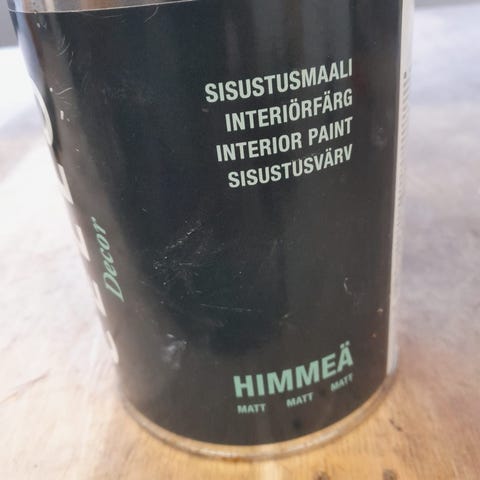 SISUSTUSMAALI
INTERIÖRFÄRG
INTERIOR PAINT
SISUSTUSVÄRV
Decor
HIMMEÄ
MATT MATT MATT